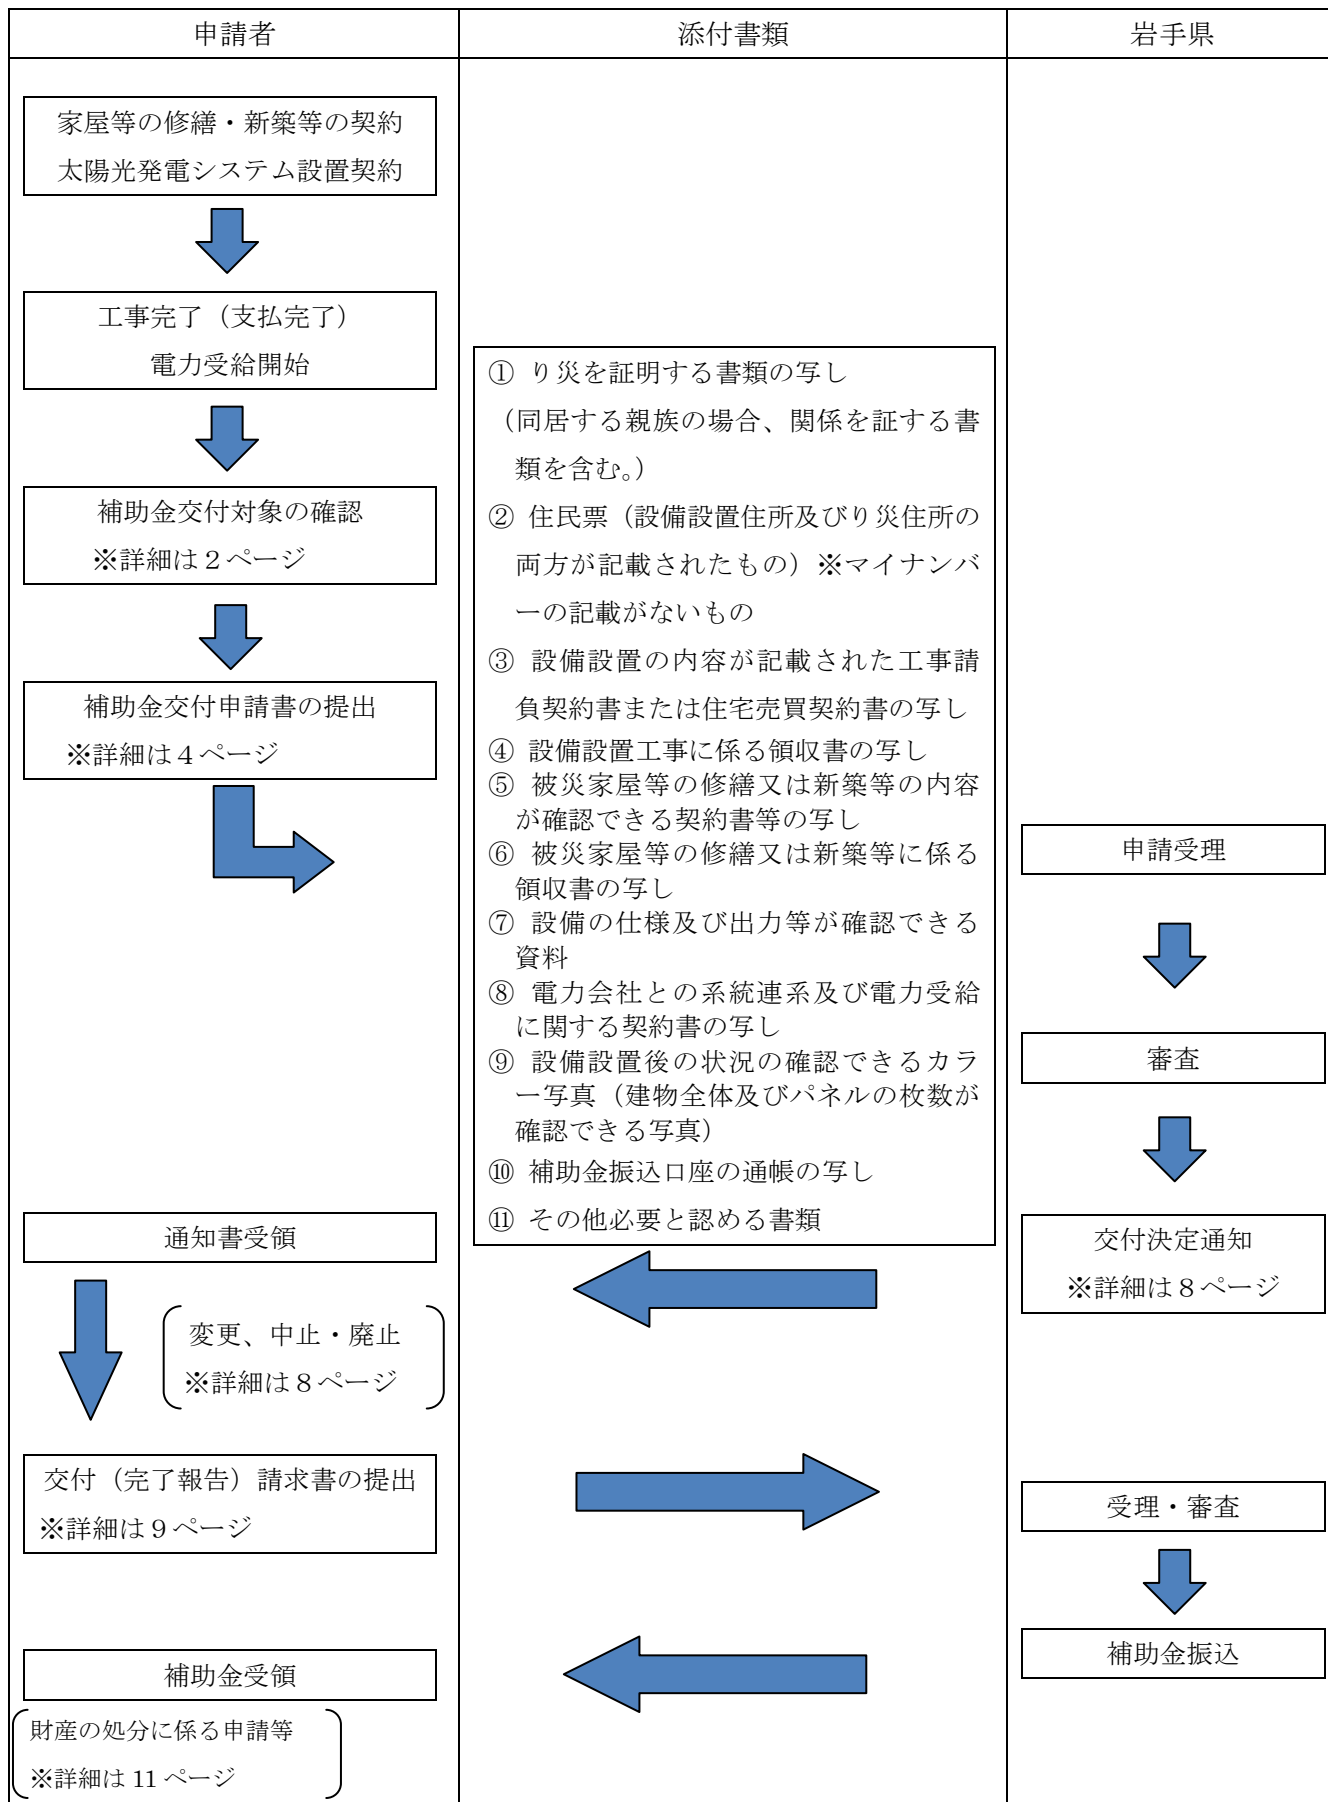 申請者
添付書類
岩手県
家屋等の修繕・新築等の契約
太陽光発電システム設置契約
工事完了（支払完了）
電力受給開始
補助金交付対象の確認
※詳細は２ページ
補助金交付申請書の提出
※詳細は４ページ
① り災を証明する書類の写し
（同居する親族の場合、関係を証する書
類を含む。）
② 住民票（設備設置住所及びり災住所の
両方が記載されたもの）※マイナンバ
ーの記載がないもの
③ 設備設置の内容が記載された工事請
負契約書または住宅売買契約書の写し
④ 設備設置工事に係る領収書の写し
⑤ 被災家屋等の修繕又は新築等の内容
が確認できる契約書等の写し
⑥ 被災家屋等の修繕又は新築等に係る
領収書の写し
⑦ 設備の仕様及び出力等が確認できる
資料
⑧ 電力会社との系統連系及び電力受給
に関する契約書の写し
⑨ 設備設置後の状況の確認できるカラ
ー写真（建物全体及びパネルの枚数が
確認できる写真）
⑩ 補助金振込口座の通帳の写し
⑪ その他必要と認める書類
申請受理
審査
交付決定通知
※詳細は８ページ
通知書受領
変更、中止・廃止
※詳細は８ページ
交付（完了報告）請求書の提出
※詳細は９ページ
受理・審査
補助金振込
補助金受領
財産の処分に係る申請等
※詳細は 11 ページ